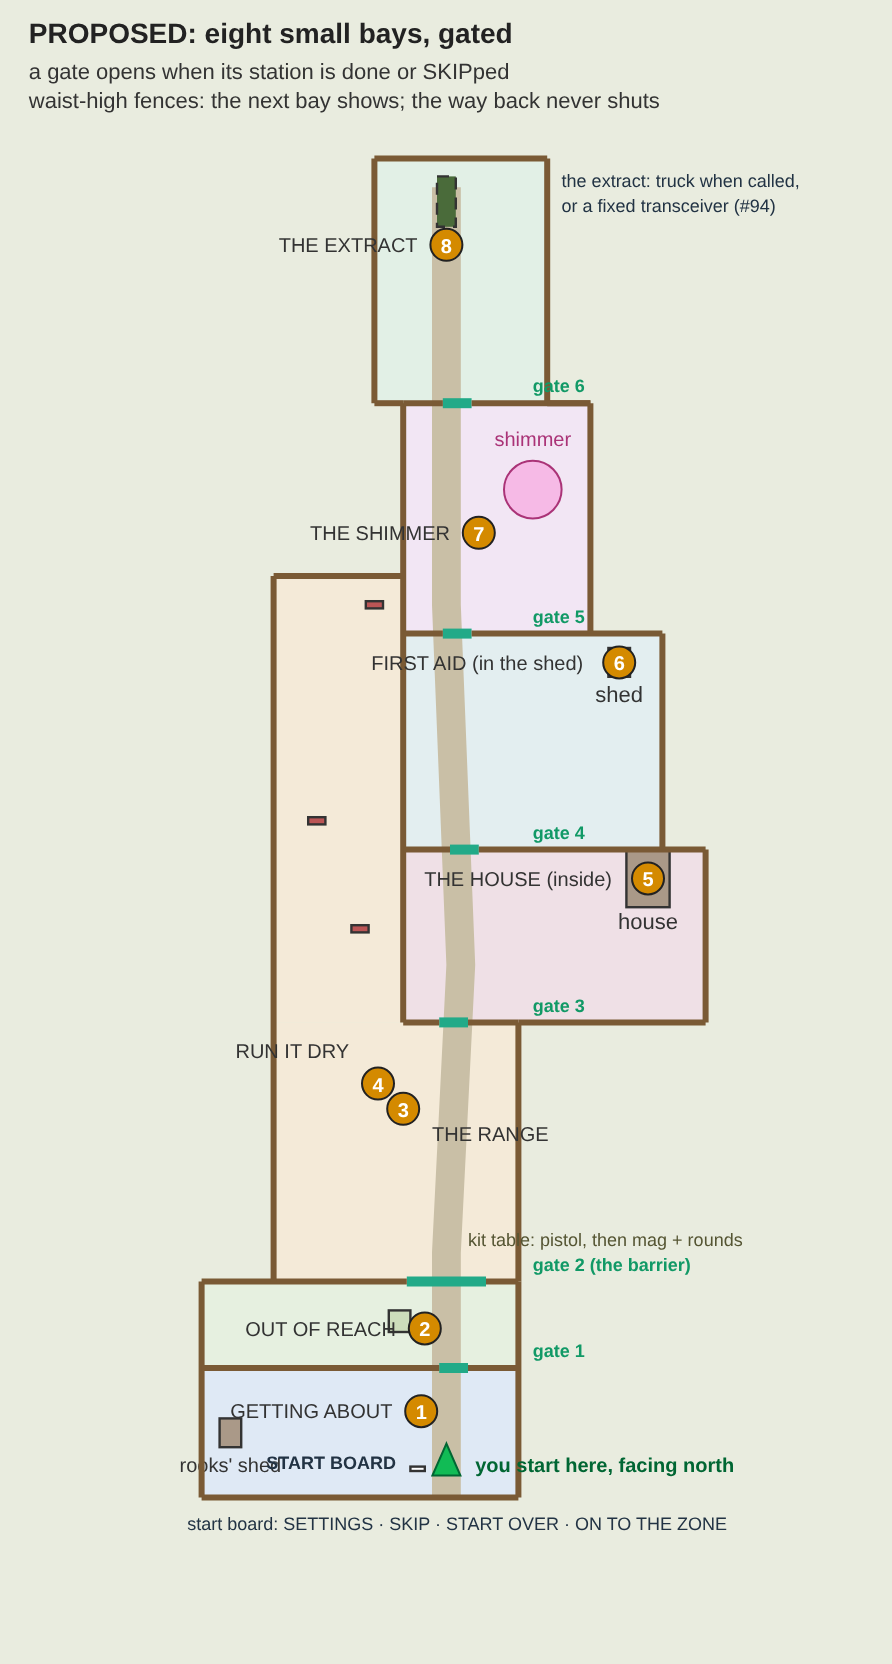 PROPOSED: eight small bays, gated
a gate opens when its station is done or SKIPped
waist-high fences: the next bay shows; the way back never shuts
the extract: truck when called,
or a fixed transceiver (#94)
THE EXTRACT
8
gate 6
shimmer
THE SHIMMER
7
gate 5
FIRST AID (in the shed)
6
shed
gate 4
THE HOUSE (inside)
5
house
gate 3
RUN IT DRY
4
3
THE RANGE
kit table: pistol, then mag + rounds
gate 2 (the barrier)
OUT OF REACH
2
gate 1
GETTING ABOUT
1
rooks' shed
START BOARD
you start here, facing north
start board: SETTINGS · SKIP · START OVER · ON TO THE ZONE